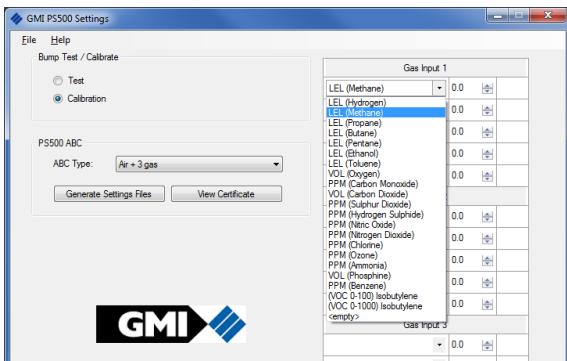 GMI PS500 Settings
File Help
Bump Test / Calibrate
Test
Calibration
PS500 ABC
ABC Type: Air + 3 gas
Generate Settings Files View Certificate
GMI
Gas Input 1
LEL (Methane) 0.0
LEL (Hydrogen)
LEL (Methane) 0.0
LEL (Propane)
LEL (Butane) 0.0
LEL (Pentane)
LEL (Ethanol) 0.0
LEL (Toluene)
VOL (Oxygen) 0.0
PPM (Carbon Monoxide)
VOL (Carbon Dioxide)
PPM (Sulphur Dioxide)
PPM (Hydrogen Sulphide) 0.0
PPM (Nitric Oxide)
PPM (Nitrogen Dioxide) 0.0
PPM (Chlorine)
PPM (Ozone) 0.0
PPM (Ammonia)
VOL (Phosphine) 0.0
PPM (Benzene)
(VOC 0-100) Isobutylene 0.0
(VOC 0-1000) Isobutylene
<empty>
Gas Input 3
0.0